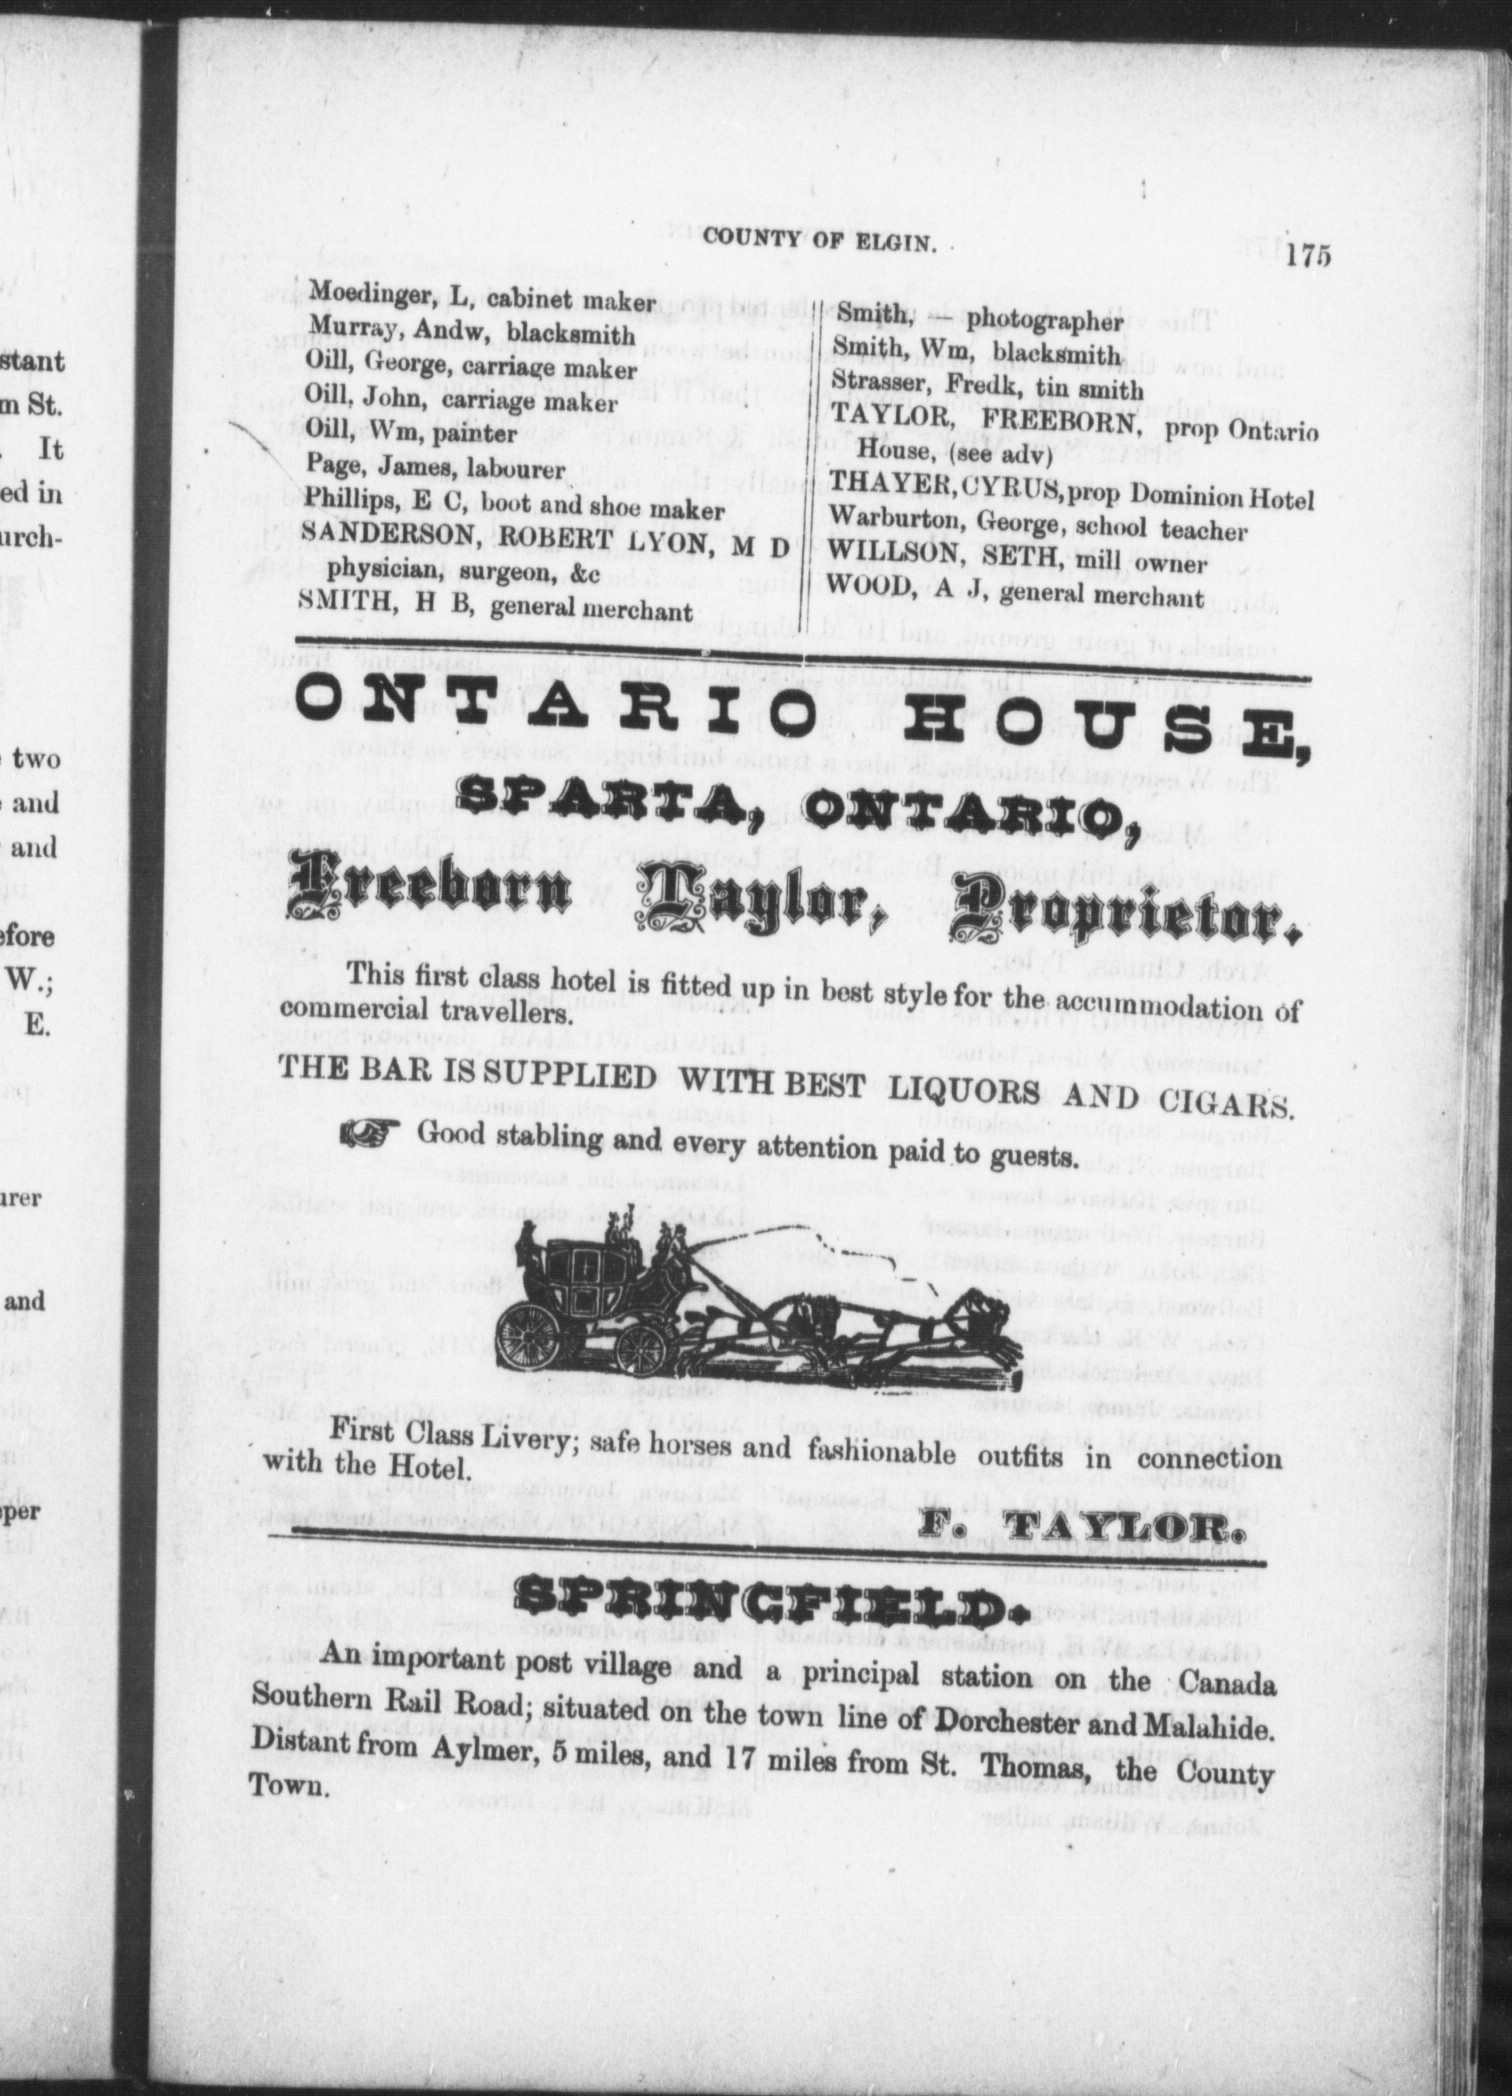 COUNTY OF ELGIN.
175
Moedinger, L, cabinet maker
Murray, Andw, blacksmith
Oill, George, carriage maker
Oill, John, carriage maker
Oill, Wm, painter
Page, James, labourer
Phillips, E C, boot and shoe maker
SANDERSON, ROBERT LYON, M D
physician, surgeon, &c
SMITH, H B, general merchant
Smith, — photographer
Smith, Wm, blacksmith
Strasser, Fredk, tin smith
TAYLOR, FREEBORN, prop Ontario
House, (see adv)
THAYER, CYRUS, prop Dominion Hotel
Warburton, George, school teacher
WILLSON, SETH, mill owner
WOOD, A J, general merchant
ONTARIO HOUSE,
SPARTA, ONTARIO,
Freeborn Taylor, Proprietor.
This first class hotel is fitted up in best style for the accummodation of
commercial travellers.
THE BAR IS SUPPLIED WITH BEST LIQUORS AND CIGARS.
☞ Good stabling and every attention paid to guests.
First Class Livery; safe horses and fashionable outfits in connection
with the Hotel.
F. TAYLOR.
SPRINGFIELD.
An important post village and a principal station on the Canada
Southern Rail Road; situated on the town line of Dorchester and Malahide.
Distant from Aylmer, 5 miles, and 17 miles from St. Thomas, the County
Town.